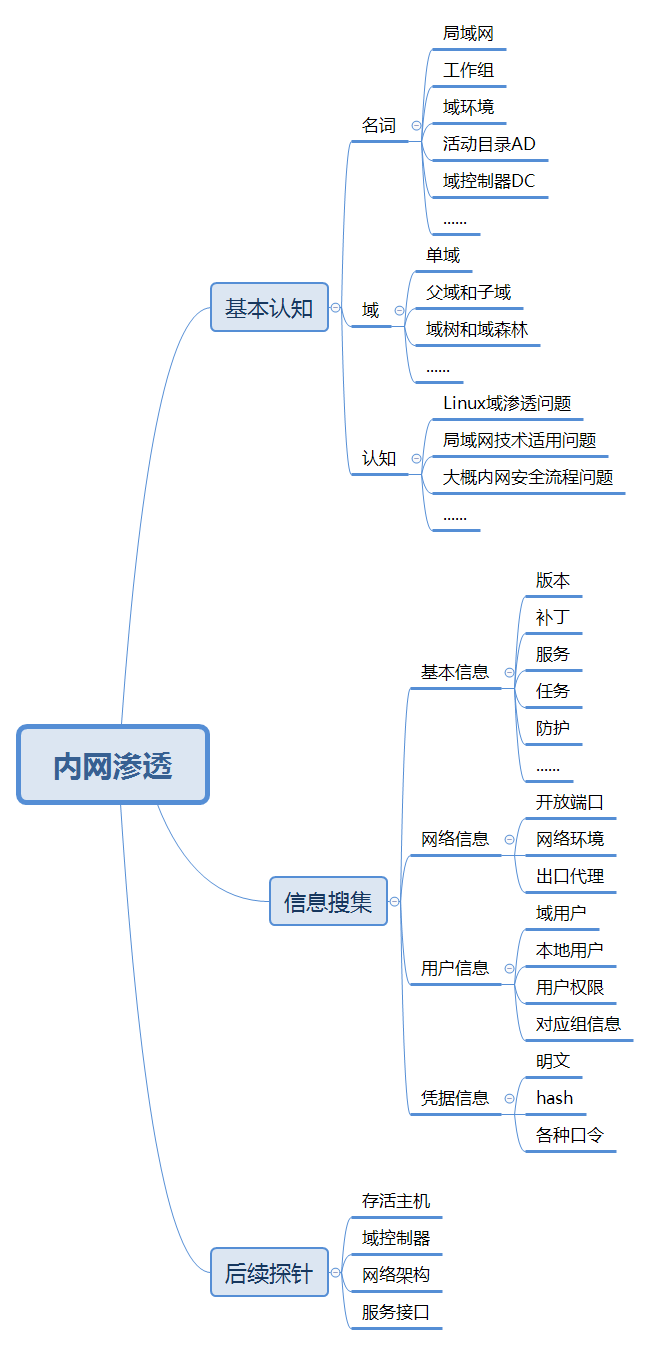 内网渗透
基本认知
名词
局域网
工作组
域环境
活动目录AD
域控制器DC
......
域
单域
父域和子域
域树和域森林
......
认知
Linux域渗透问题
局域网技术适用问题
大概内网安全流程问题
......
信息搜集
基本信息
版本
补丁
服务
任务
防护
......
网络信息
开放端口
网络环境
出口代理
用户信息
域用户
本地用户
用户权限
对应组信息
凭据信息
明文
hash
各种口令
后续探针
存活主机
域控制器
网络架构
服务接口